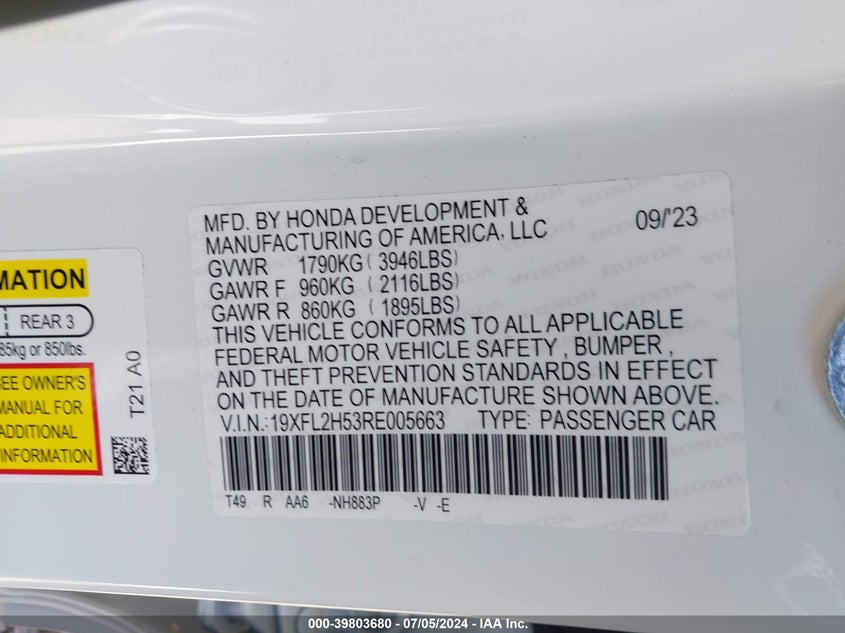 MFD. BY HONDA DEVELOPMENT &
MANUFACTURING OF AMERICA, LLC 09/'23
GVWR 1790KG ( 3946LBS)
GAWR F 960KG ( 2116LBS)
GAWR R 860KG ( 1895LBS)
THIS VEHICLE CONFORMS TO ALL APPLICABLE
FEDERAL MOTOR VEHICLE SAFETY , BUMPER ,
AND THEFT PREVENTION STANDARDS IN EFFECT
ON THE DATE OF MANUFACTURE SHOWN ABOVE.
V.I.N.:19XFL2H53RE005663 TYPE: PASSENGER CAR
T49 R AA6 -NH883P -V -E
MATION
REAR 3
85kg or 850lbs.
SEE OWNER'S
MANUAL FOR
ADDITIONAL
INFORMATION
T21 A0
000-39803680 - 07/05/2024 - IAA Inc.